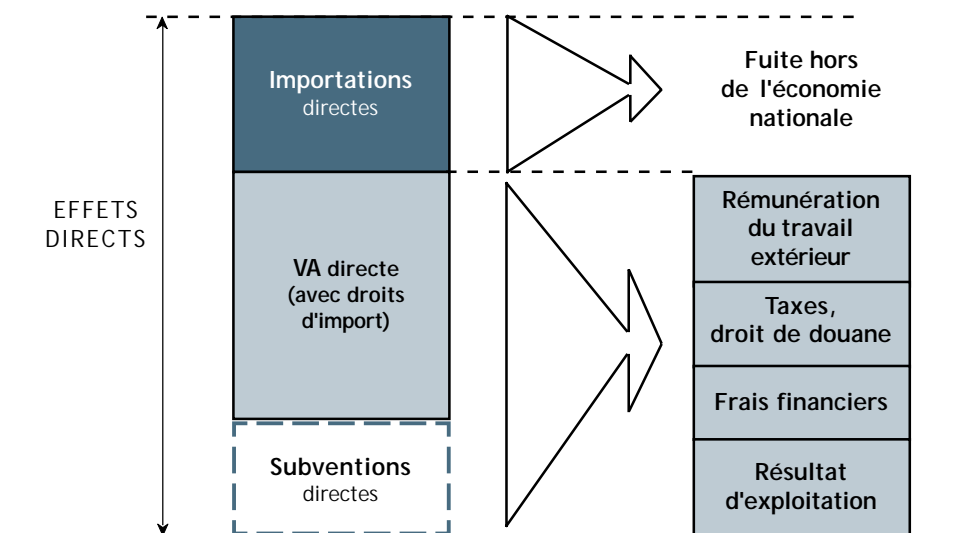 EFFETS
DIRECTS
Importations
directes
VA directe
(avec droits
d'import)
Subventions
directes
Fuite hors
de l'économie
nationale
Rémunération
du travail
extérieur
Taxes,
droit de douane
Frais financiers
Résultat
d'exploitation